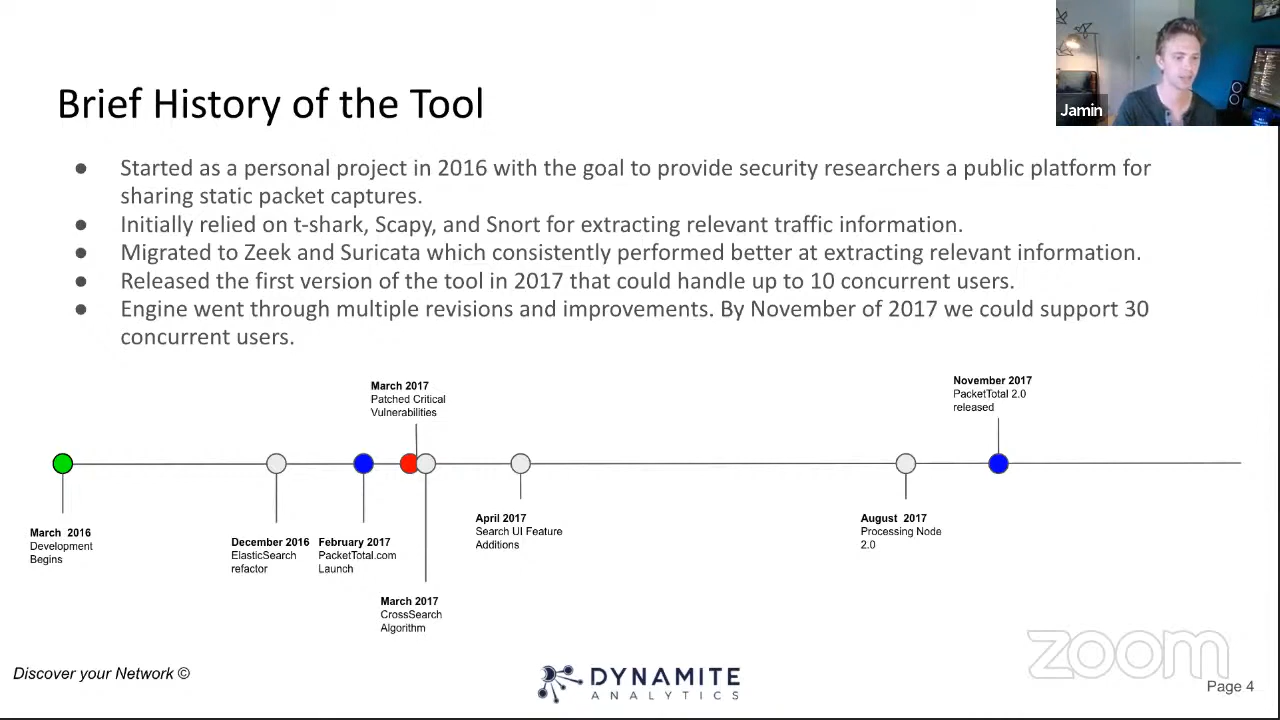 Jamin
Brief History of the Tool
● Started as a personal project in 2016 with the goal to provide security researchers a public platform for
sharing static packet captures.
● Initially relied on t-shark, Scapy, and Snort for extracting relevant traffic information.
● Migrated to Zeek and Suricata which consistently performed better at extracting relevant information.
● Released the first version of the tool in 2017 that could handle up to 10 concurrent users.
● Engine went through multiple revisions and improvements. By November of 2017 we could support 30
concurrent users.
March 2017
Patched Critical
Vulnerabilities
November 2017
PacketTotal 2.0
released
March 2016
Development
Begins
December 2016
ElasticSearch
refactor
February 2017
PacketTotal.com
Launch
March 2017
CrossSearch
Algorithm
April 2017
Search UI Feature
Additions
August 2017
Processing Node
2.0
Discover your Network ©
DYNAMITE
ANALYTICS
zoom
Page 4